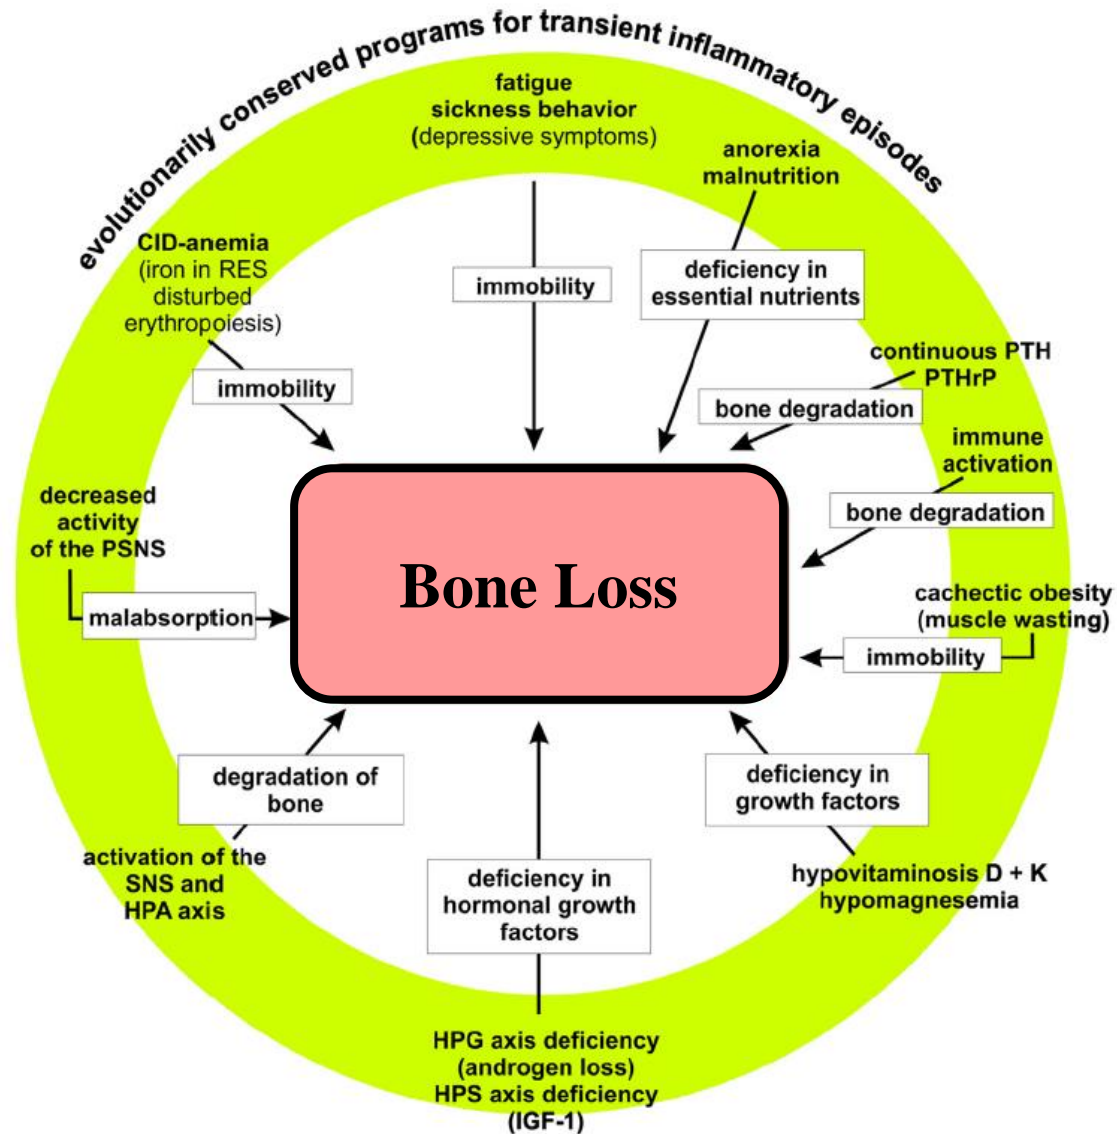 evolutionarily conserved programs for transient inflammatory episodes
fatigue
sickness behavior
(depressive symptoms)
immobility
anorexia
malnutrition
deficiency in
essential nutrients
continuous PTH
PTHrP
bone degradation
immune
activation
bone degradation
cachectic obesity
(muscle wasting)
immobility
hypovitaminosis D + K
hypomagnesemia
deficiency in
growth factors
HPG axis deficiency
(androgen loss)
HPS axis deficiency
(IGF-1)
deficiency in
hormonal growth
factors
activation of the
SNS and
HPA axis
degradation of
bone
decreased
activity
of the PSNS
malabsorption
CID-anemia
(iron in RES
disturbed
erythropoiesis)
immobility
Bone Loss